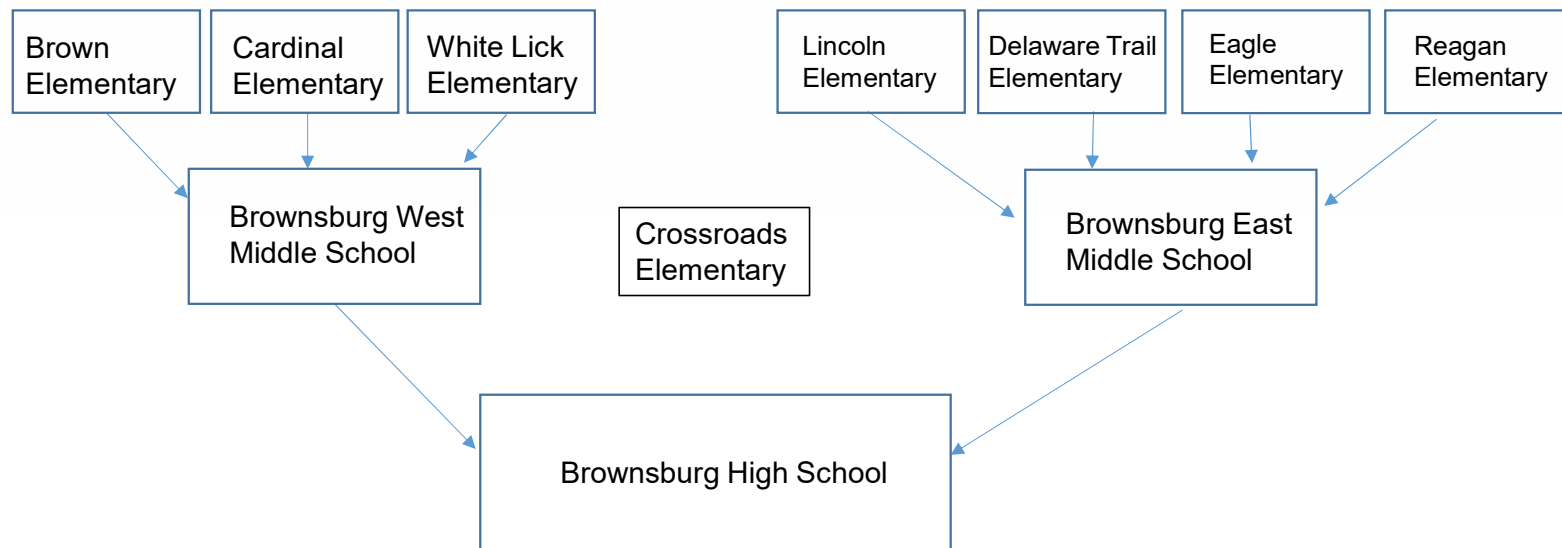 Brown
Elementary
Cardinal
Elementary
White Lick
Elementary
Lincoln
Elementary
Delaware Trail
Elementary
Eagle
Elementary
Reagan
Elementary
Brownsburg West
Middle School
Crossroads
Elementary
Brownsburg East
Middle School
Brownsburg High School